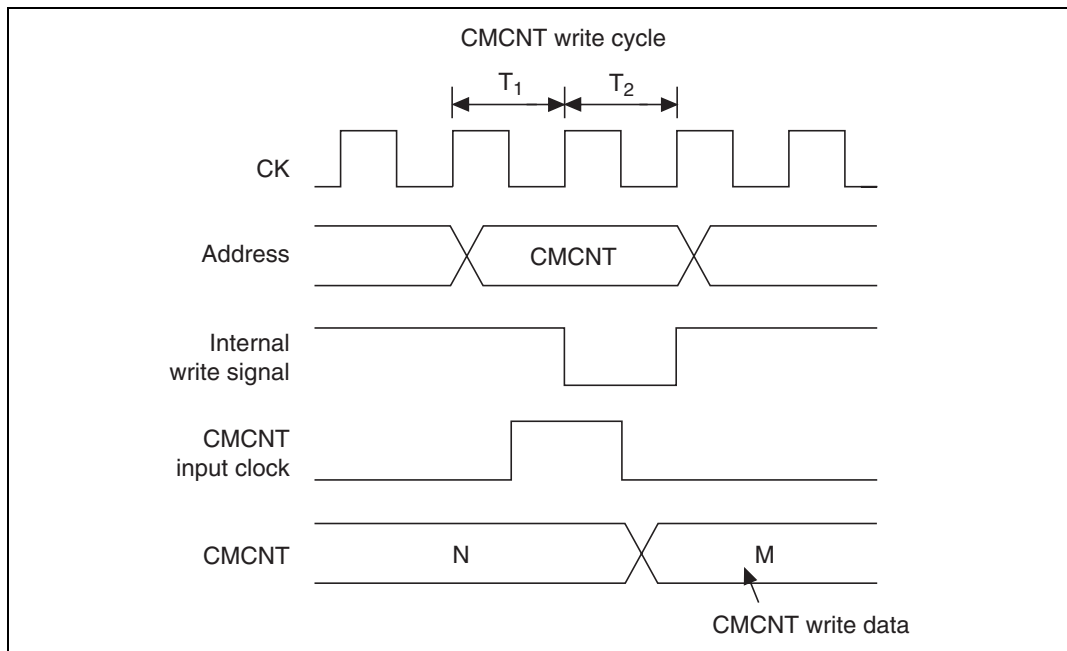 CMCNT write cycle
T1 T2
CK
Address
CMCNT
Internal
write signal
CMCNT
input clock
CMCNT
N
M
CMCNT write data